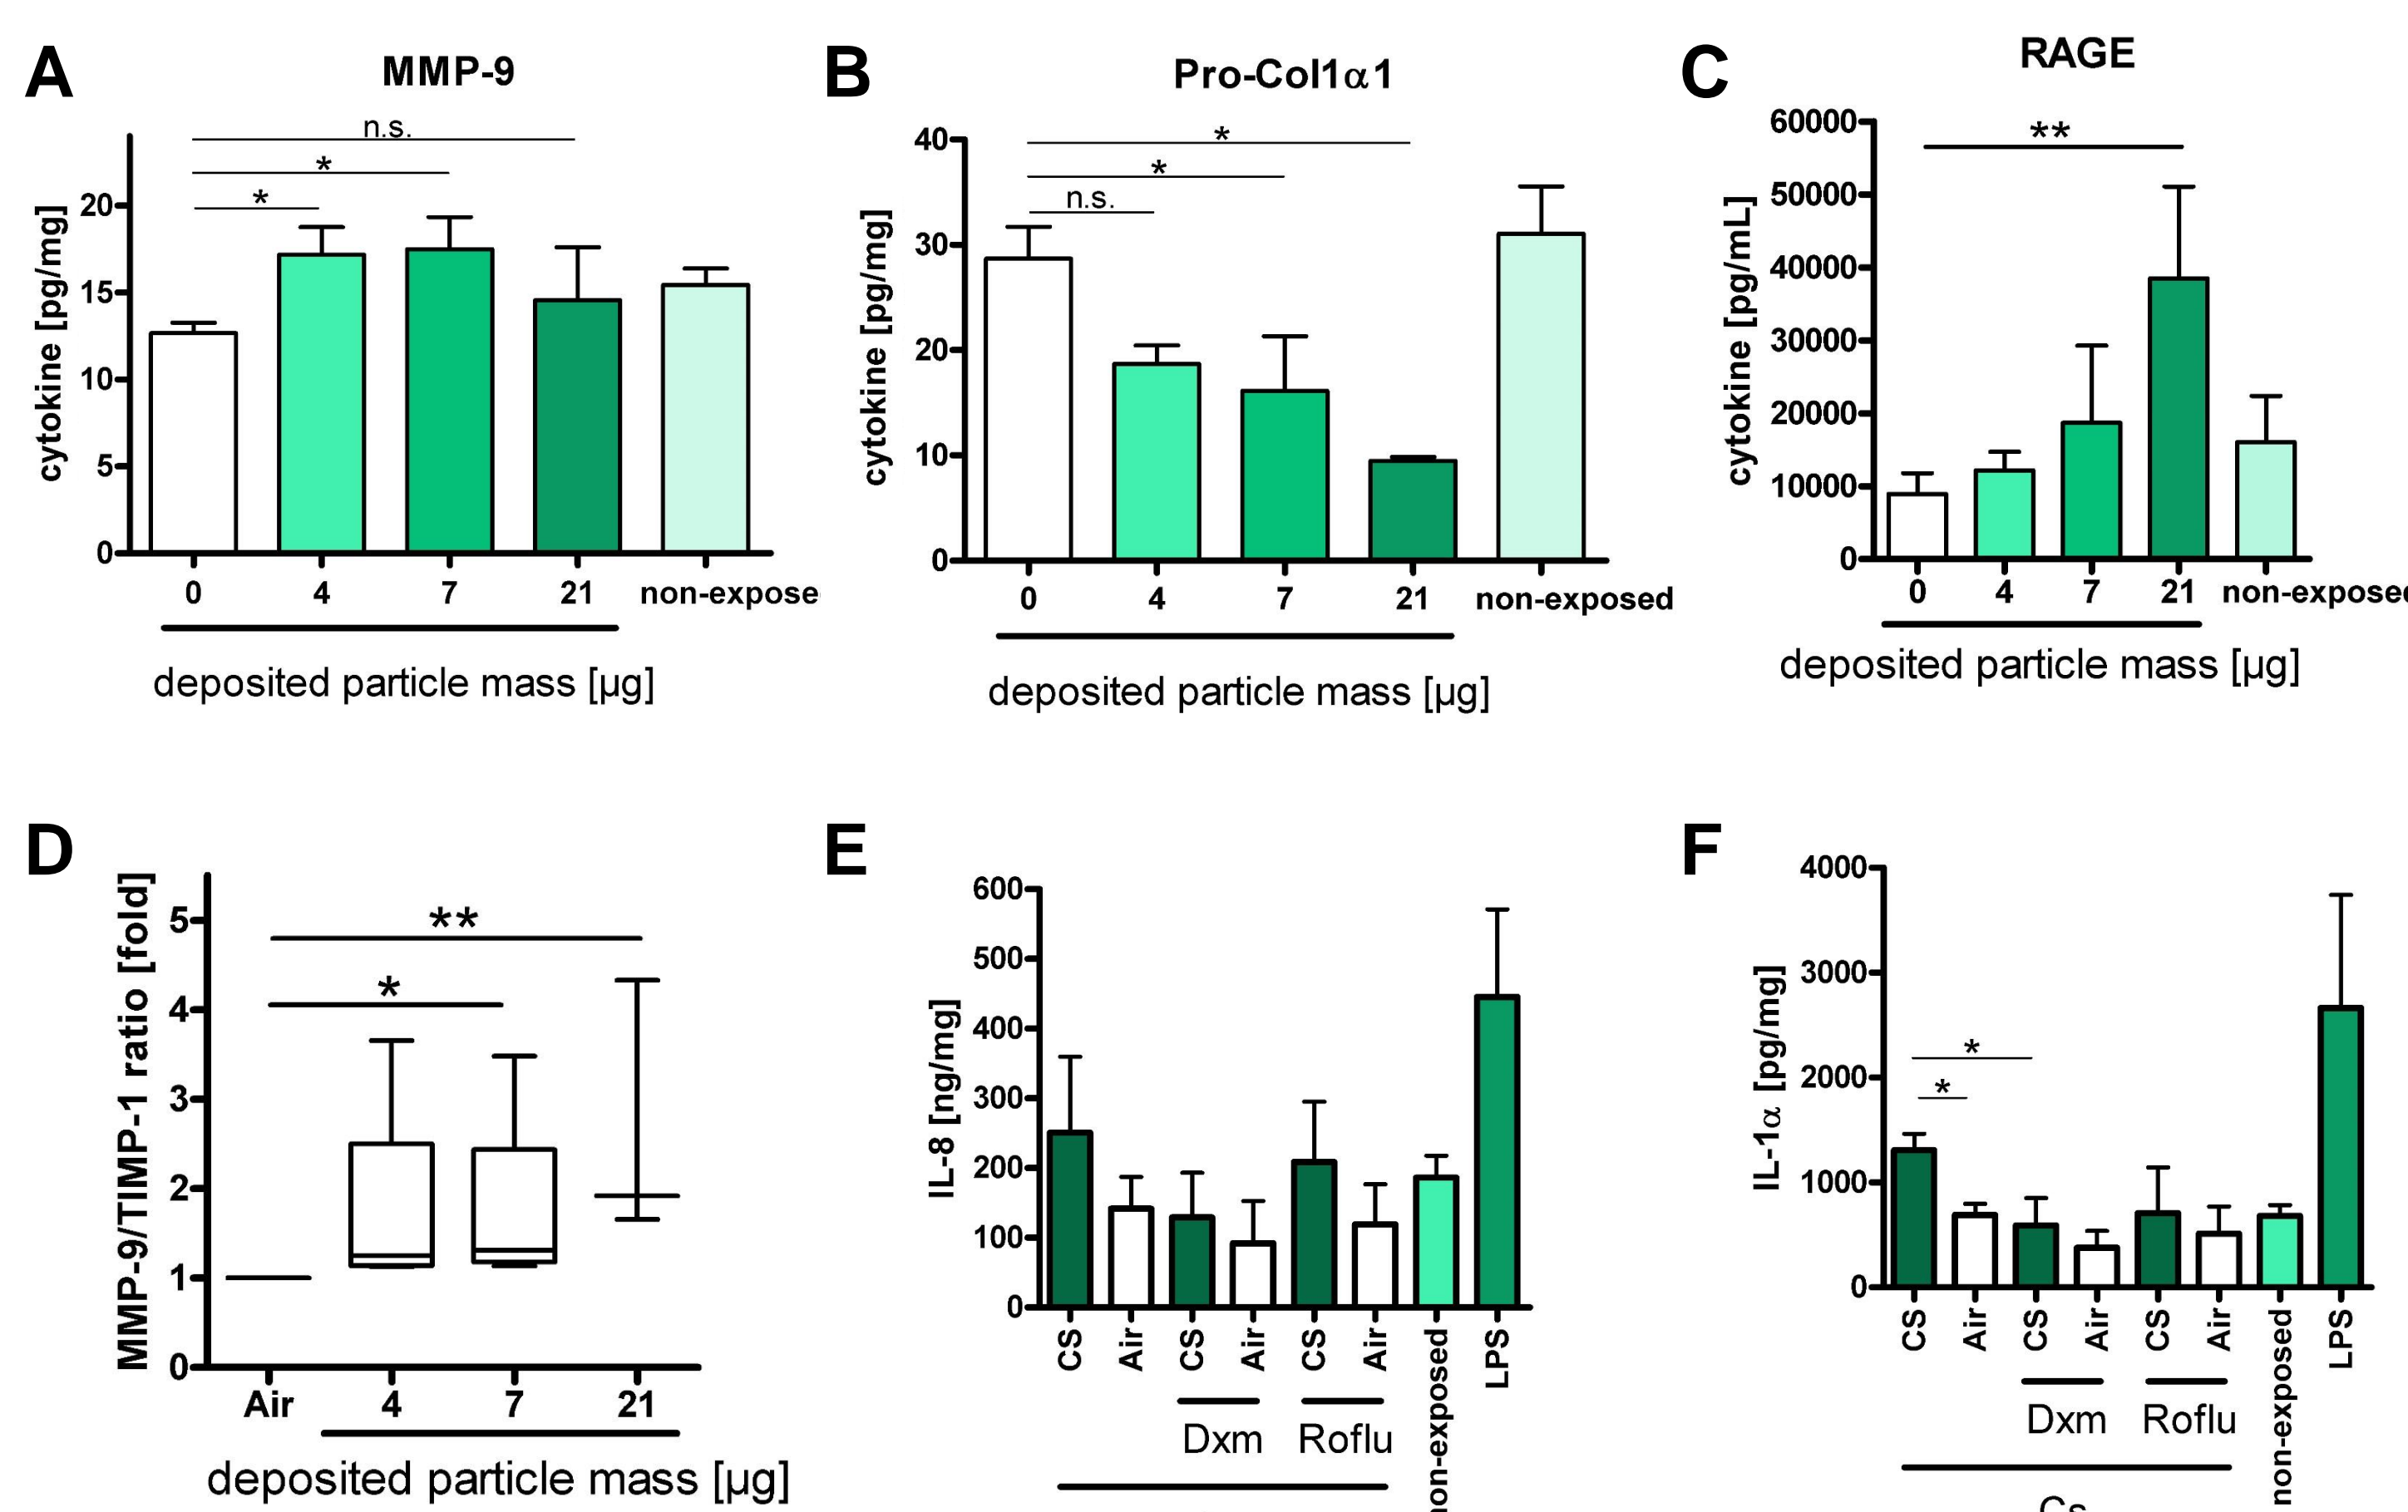 A
MMP-9
n.s.
*
*
cytokine [pg/mg]
20
15
10
5
0
0 4 7 21 non-expose
deposited particle mass [µg]
B
Pro-Col1α1
*
*
n.s.
cytokine [pg/mg]
40
30
20
10
0
0 4 7 21 non-exposed
deposited particle mass [µg]
C
RAGE
**
cytokine [pg/mL]
60000
50000
40000
30000
20000
10000
0
0 4 7 21 non-exposed
deposited particle mass [µg]
D
**
*
MMP-9/TIMP-1 ratio [fold]
5
4
3
2
1
0
Air 4 7 21
deposited particle mass [µg]
E
IL-8 [ng/mg]
600
500
400
300
200
100
0
CS Air CS Air CS Air non-exposed LPS
Dxm Roflu
F
*
*
IL-1α [pg/mg]
4000
3000
2000
1000
0
CS Air CS Air CS Air non-exposed LPS
Dxm Roflu
Cs